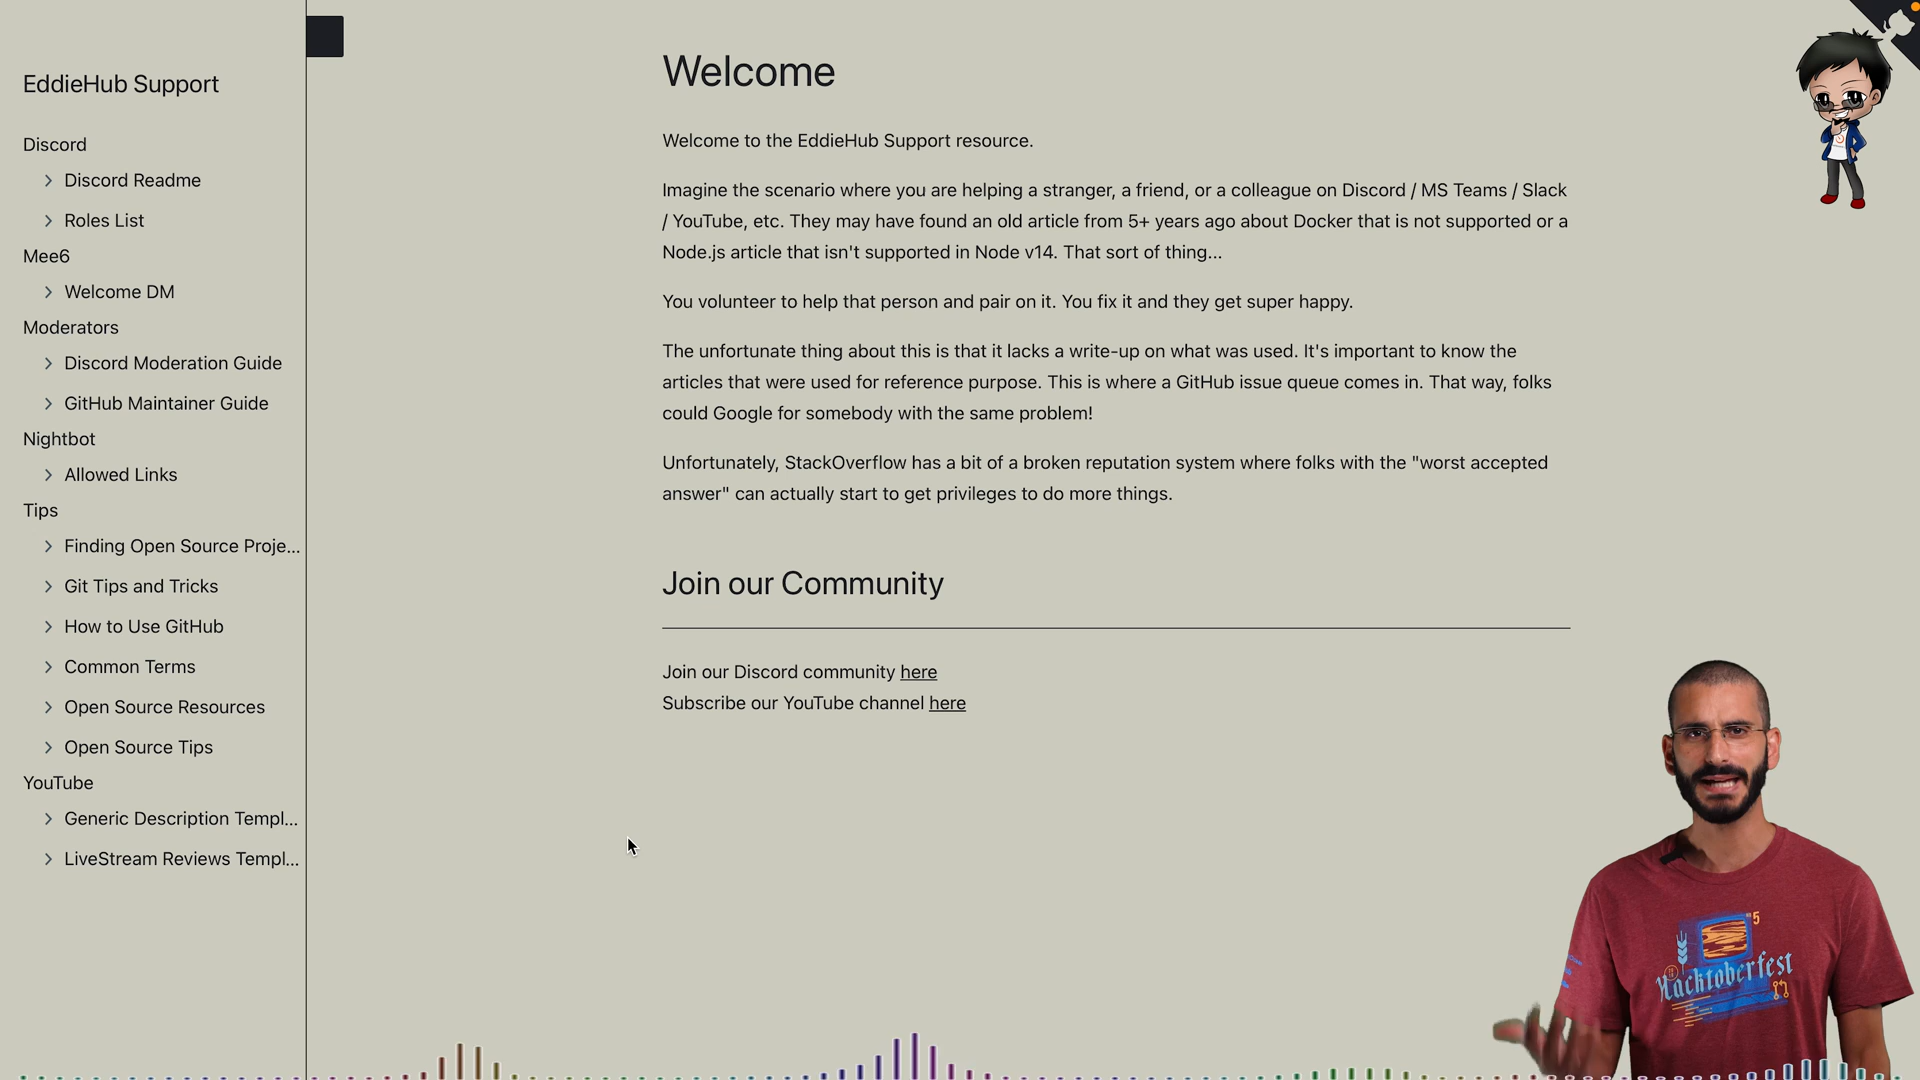 EddieHub Support
Discord
Discord Readme
Roles List
Mee6
Welcome DM
Moderators
Discord Moderation Guide
GitHub Maintainer Guide
Nightbot
Allowed Links
Tips
Finding Open Source Proje...
Git Tips and Tricks
How to Use GitHub
Common Terms
Open Source Resources
Open Source Tips
YouTube
Generic Description Templ...
LiveStream Reviews Templ...
Welcome
Welcome to the EddieHub Support resource.
Imagine the scenario where you are helping a stranger, a friend, or a colleague on Discord / MS Teams / Slack
/ YouTube, etc. They may have found an old article from 5+ years ago about Docker that is not supported or a
Node.js article that isn't supported in Node v14. That sort of thing...
You volunteer to help that person and pair on it. You fix it and they get super happy.
The unfortunate thing about this is that it lacks a write-up on what was used. It's important to know the
articles that were used for reference purpose. This is where a GitHub issue queue comes in. That way, folks
could Google for somebody with the same problem!
Unfortunately, StackOverflow has a bit of a broken reputation system where folks with the "worst accepted
answer" can actually start to get privileges to do more things.
Join our Community
Join our Discord community here
Subscribe our YouTube channel here
5
Hacktoberfest